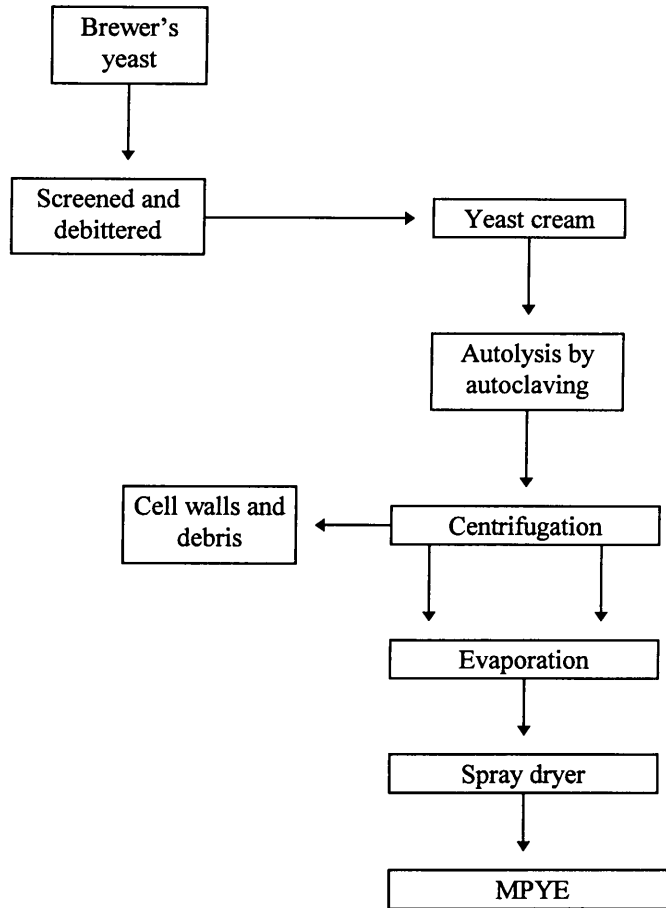 Brewer’s
yeast
Screened and
debittered
Yeast cream
Autolysis by
autoclaving
Cell walls and
debris
Centrifugation
Evaporation
Spray dryer
MPYE